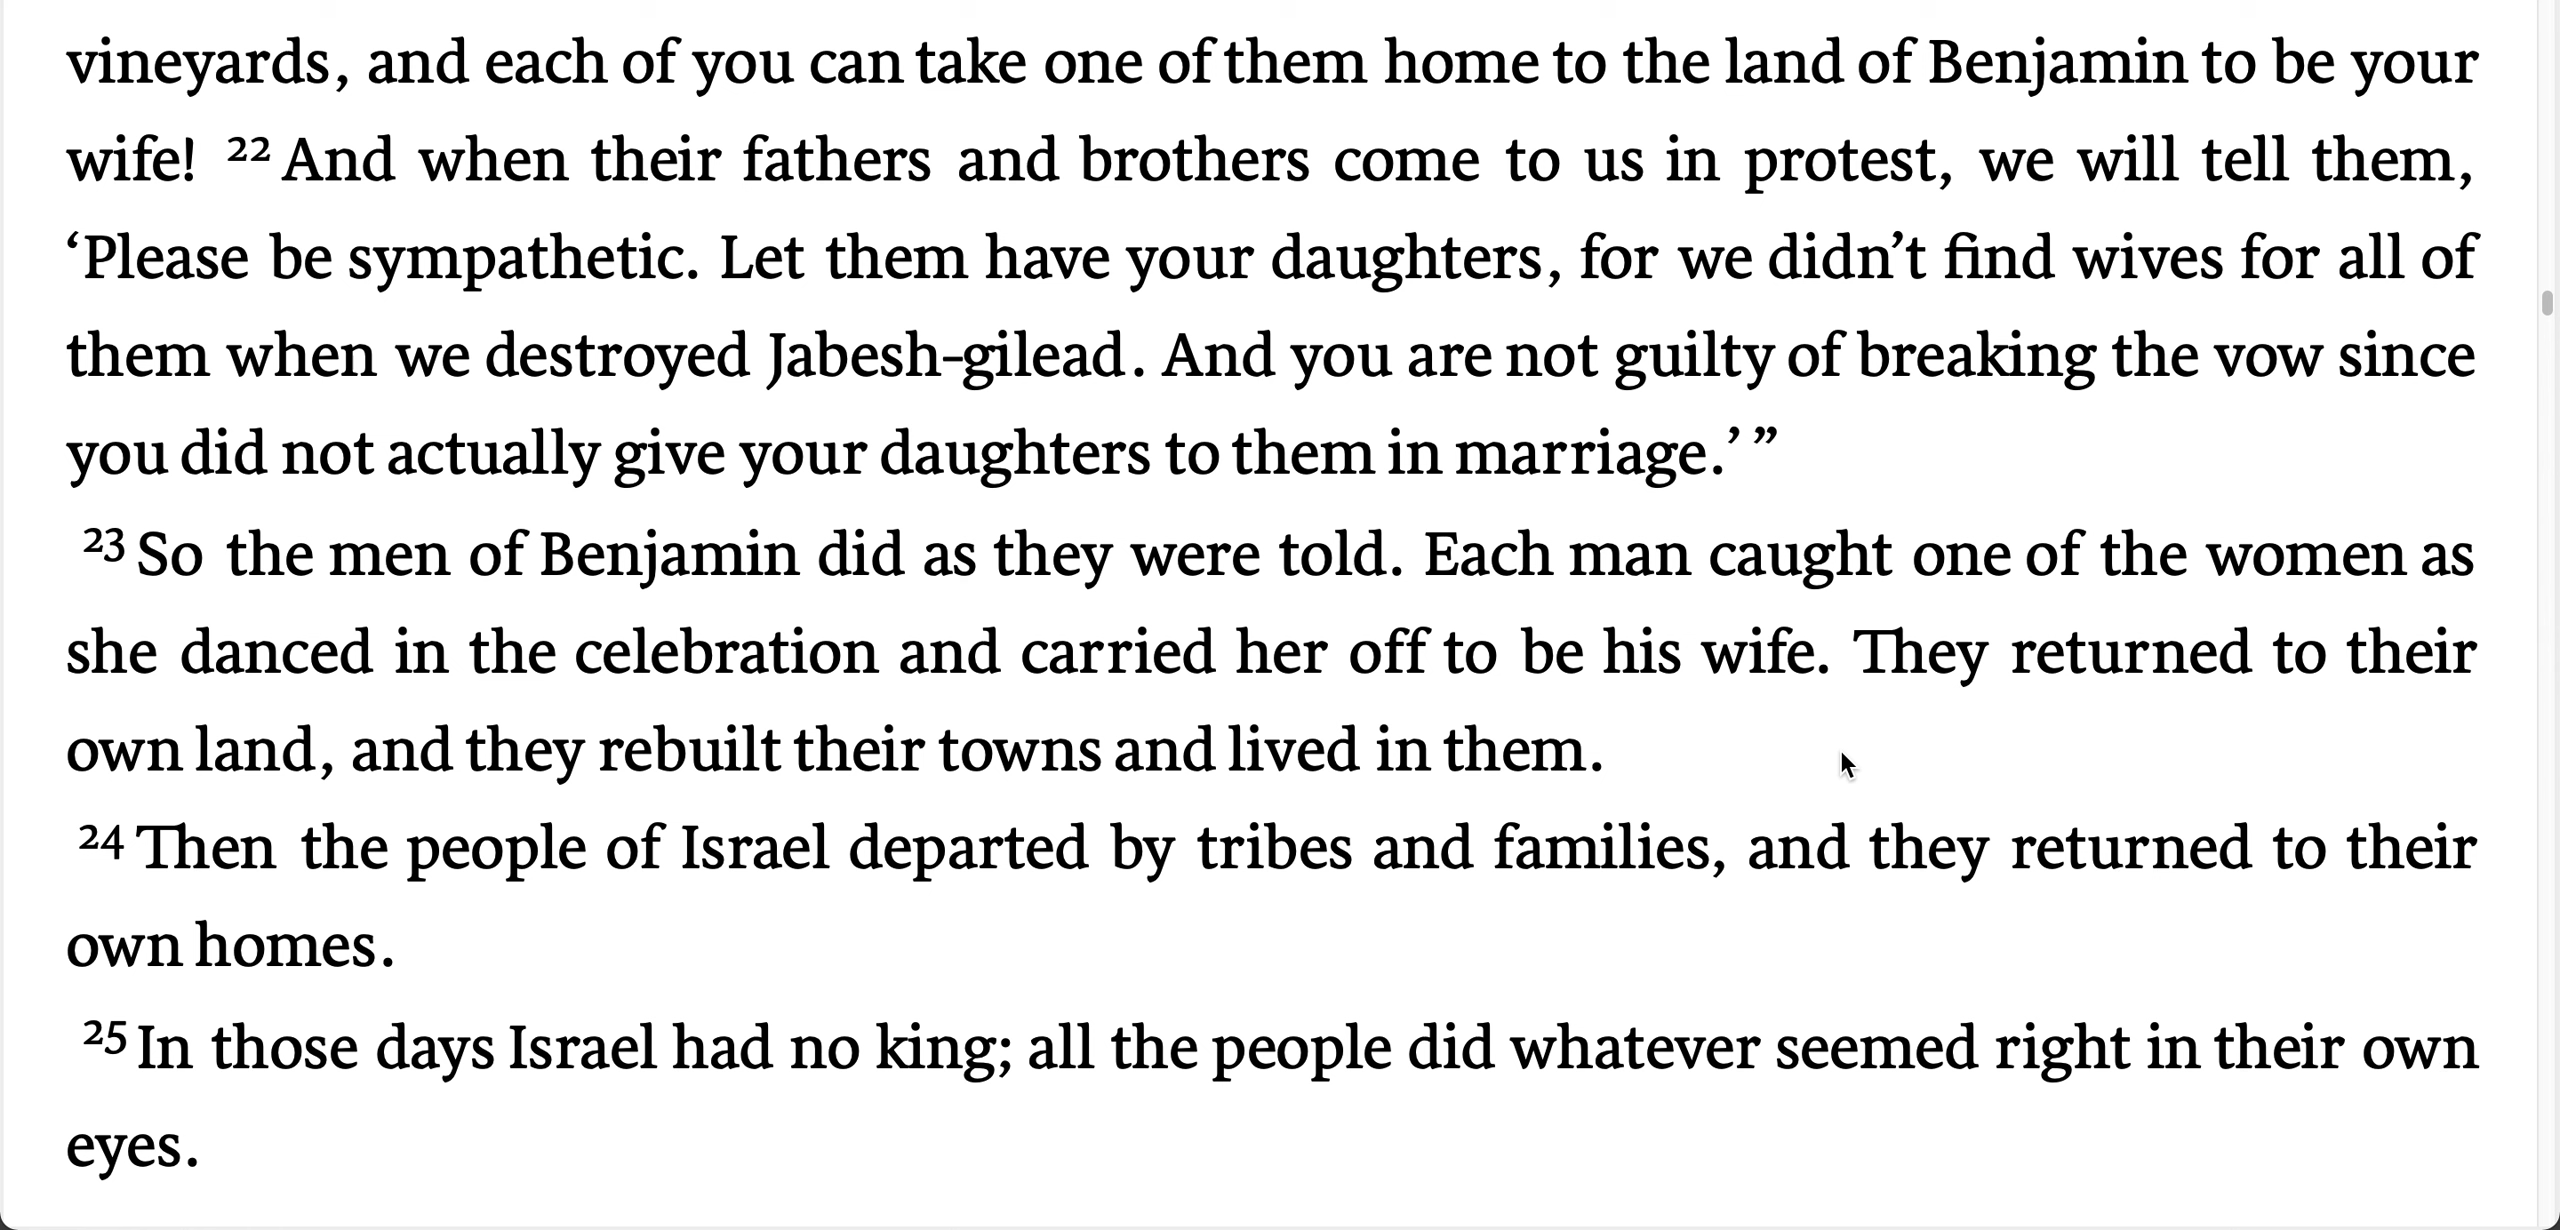 vineyards, and each of you can take one of them home to the land of Benjamin to be your
wife! 22 And when their fathers and brothers come to us in protest, we will tell them,
‘Please be sympathetic. Let them have your daughters, for we didn’t find wives for all of
them when we destroyed Jabesh-gilead. And you are not guilty of breaking the vow since
you did not actually give your daughters to them in marriage.’ ”
23 So the men of Benjamin did as they were told. Each man caught one of the women as
she danced in the celebration and carried her off to be his wife. They returned to their
own land, and they rebuilt their towns and lived in them.
24 Then the people of Israel departed by tribes and families, and they returned to their
own homes.
25 In those days Israel had no king; all the people did whatever seemed right in their own
eyes.